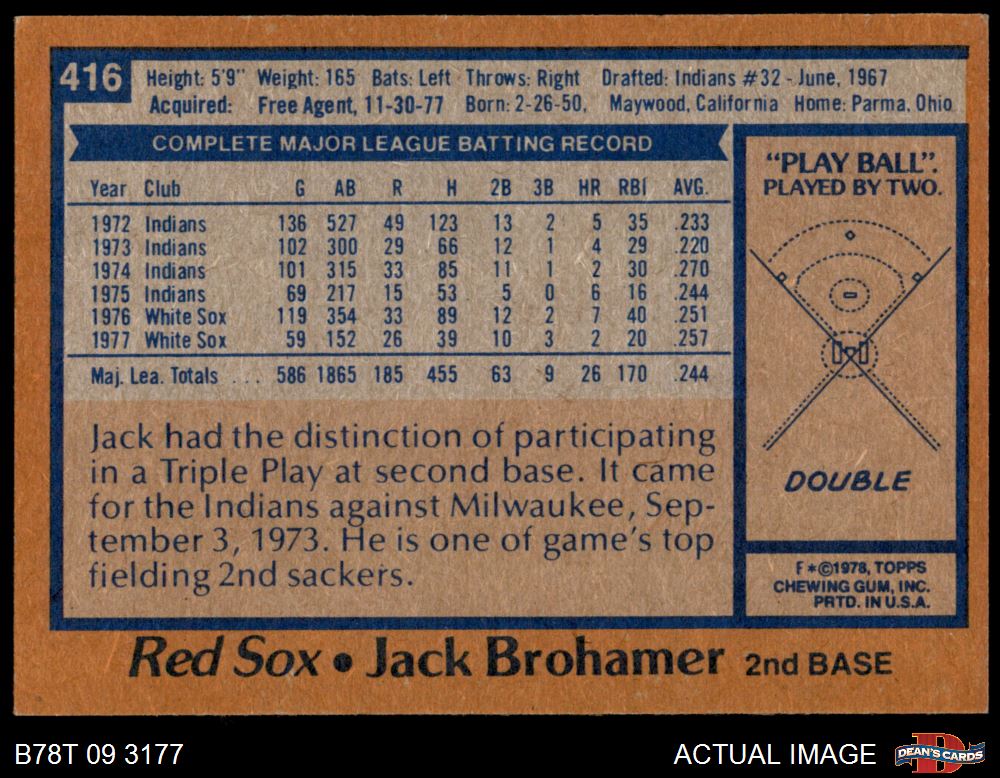 416
Height: 5'9" Weight: 165 Bats: Left Throws: Right Drafted: Indians #32 - June, 1967
Acquired: Free Agent, 11-30-77 Born: 2-26-50, Maywood, California Home: Parma, Ohio
COMPLETE MAJOR LEAGUE BATTING RECORD
Year Club G AB R H 2B 3B HR RBI AVG.
1972 Indians 136 527 49 123 13 2 5 35 .233
1973 Indians 102 300 29 66 12 1 4 29 .220
1974 Indians 101 315 33 85 11 1 2 30 .270
1975 Indians 69 217 15 53 5 0 6 16 .244
1976 White Sox 119 354 33 89 12 2 7 40 .251
1977 White Sox 59 152 26 39 10 3 2 20 .257
Maj. Lea. Totals ... 586 1865 185 455 63 9 26 170 .244
Jack had the distinction of participating
in a Triple Play at second base. It came
for the Indians against Milwaukee, Sep-
tember 3, 1973. He is one of game's top
fielding 2nd sackers.
"PLAY BALL".
PLAYED BY TWO.
DOUBLE
F*©1978, TOPPS
CHEWING GUM, INC.
PRTD. IN U.S.A.
Red Sox • Jack Brohamer 2nd BASE
B78T 09 3177
ACTUAL IMAGE
D
DEAN'S CARDS